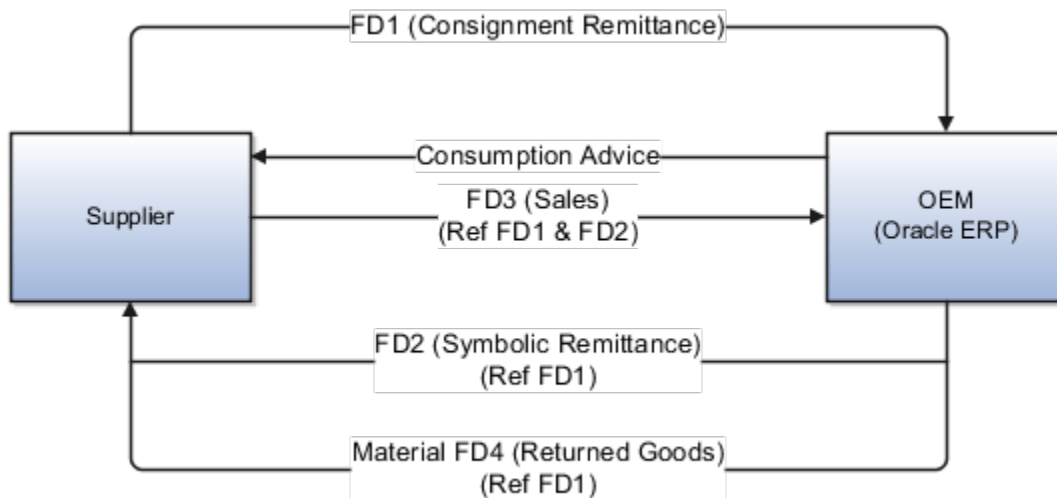 FD1 (Consignment Remittance)
Consumption Advice
Supplier
FD3 (Sales)
(Ref FD1 & FD2)
OEM
(Oracle ERP)
FD2 (Symbolic Remittance)
(Ref FD1)
Material FD4 (Returned Goods)
(Ref FD1)